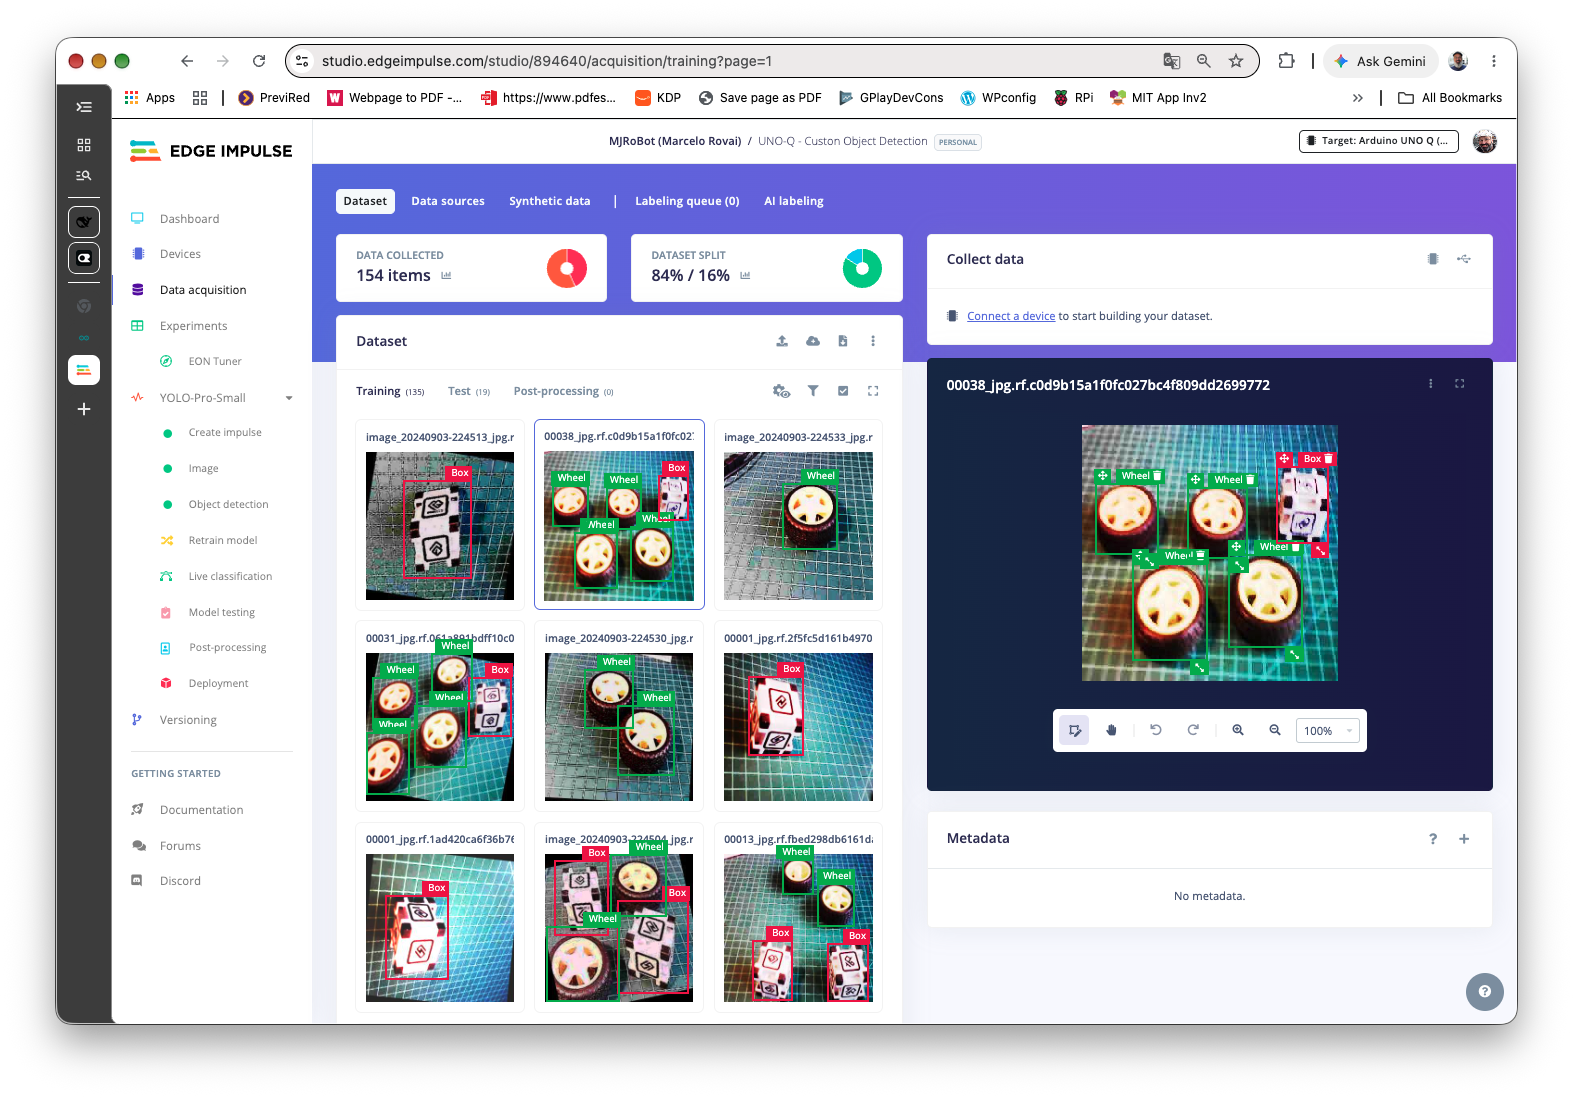 studio.edgeimpulse.com/studio/894640/acquisition/training?page=1
Ask Gemini
Apps
PreviRed
Webpage to PDF -...
https://www.pdfes...
KDP
Save page as PDF
GPlayDevCons
WPconfig
RPi
MIT App Inv2
All Bookmarks
EDGE IMPULSE
MJRoBot (Marcelo Rovai) / UNO-Q - Custon Object Detection PERSONAL
Target: Arduino UNO Q (...
Dashboard
Devices
Data acquisition
Experiments
EON Tuner
YOLO-Pro-Small
Create impulse
Image
Object detection
Retrain model
Live classification
Model testing
Post-processing
Deployment
Versioning
GETTING STARTED
Documentation
Forums
Discord
Dataset
Data sources
Synthetic data
|
Labeling queue (0)
AI labeling
DATA COLLECTED
154 items
DATASET SPLIT
84% / 16%
Dataset
Training (135)
Test (19)
Post-processing (0)
image_20240903-224513_jpg.r
Box
00038_jpg.rf.c0d9b15a1f0fc027
Wheel
Wheel
Box
Wheel
Wheel
image_20240903-224533_jpg.r
Wheel
00031_jpg.rf.061a891bdff10c0
Wheel
Wheel
Box
Wheel
Wheel
image_20240903-224530_jpg.r
Wheel
Wheel
00001_jpg.rf.2f5fc5d161b4970
Box
00001_jpg.rf.1ad420ca6f36b76
Box
image_20240903-224504_jpg.r
Box
Wheel
Box
Wheel
00013_jpg.rf.fbed298db6161d
Wheel
Wheel
Box
Box
Collect data
Connect a device to start building your dataset.
00038_jpg.rf.c0d9b15a1f0fc027bc4f809dd2699772
Wheel
Wheel
Box
Wheel
Wheel
100%
Metadata
?
+
No metadata.
?